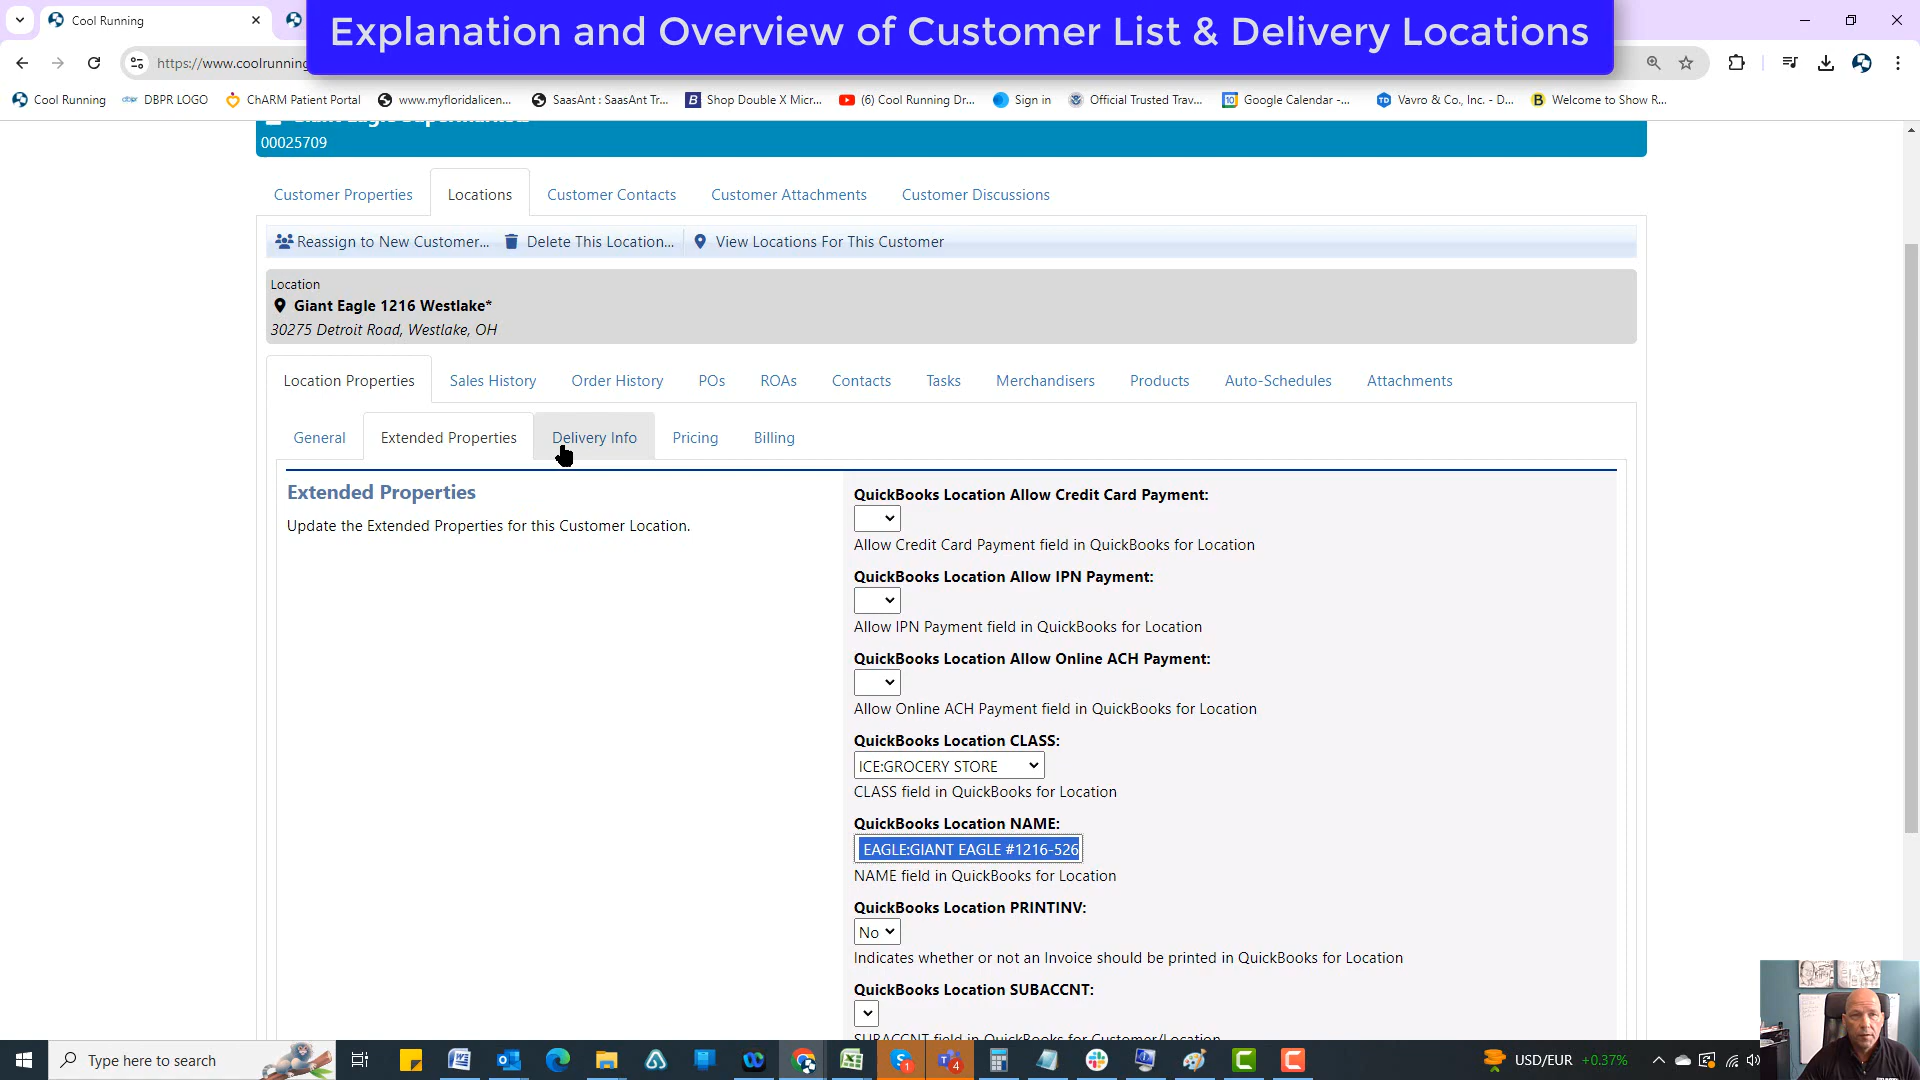 Cool Running
Explanation and Overview of Customer List & Delivery Locations
https://www.coolrunning
Cool Running
DBPR LOGO
ChARM Patient Portal
www.myfloridalicen...
SaasAnt : SaasAnt Tr...
Shop Double X Micr...
(6) Cool Running Dr...
Sign in
Official Trusted Trav...
Google Calendar -...
Vavro & Co., Inc. - D...
Welcome to Show R...
00025709
Customer Properties
Locations
Customer Contacts
Customer Attachments
Customer Discussions
Reassign to New Customer...
Delete This Location...
View Locations For This Customer
Location
Giant Eagle 1216 Westlake*
30275 Detroit Road, Westlake, OH
Location Properties
Sales History
Order History
POs
ROAs
Contacts
Tasks
Merchandisers
Products
Auto-Schedules
Attachments
General
Extended Properties
Delivery Info
Pricing
Billing
Extended Properties
Update the Extended Properties for this Customer Location.
QuickBooks Location Allow Credit Card Payment:
Allow Credit Card Payment field in QuickBooks for Location
QuickBooks Location Allow IPN Payment:
Allow IPN Payment field in QuickBooks for Location
QuickBooks Location Allow Online ACH Payment:
Allow Online ACH Payment field in QuickBooks for Location
QuickBooks Location CLASS:
ICE:GROCERY STORE
CLASS field in QuickBooks for Location
QuickBooks Location NAME:
EAGLE:GIANT EAGLE #1216-526
NAME field in QuickBooks for Location
QuickBooks Location PRINTINV:
No
Indicates whether or not an Invoice should be printed in QuickBooks for Location
QuickBooks Location SUBACCNT:
SUBACCNT field in QuickBooks for Customer/Location
Type here to search
USD/EUR +0.37%